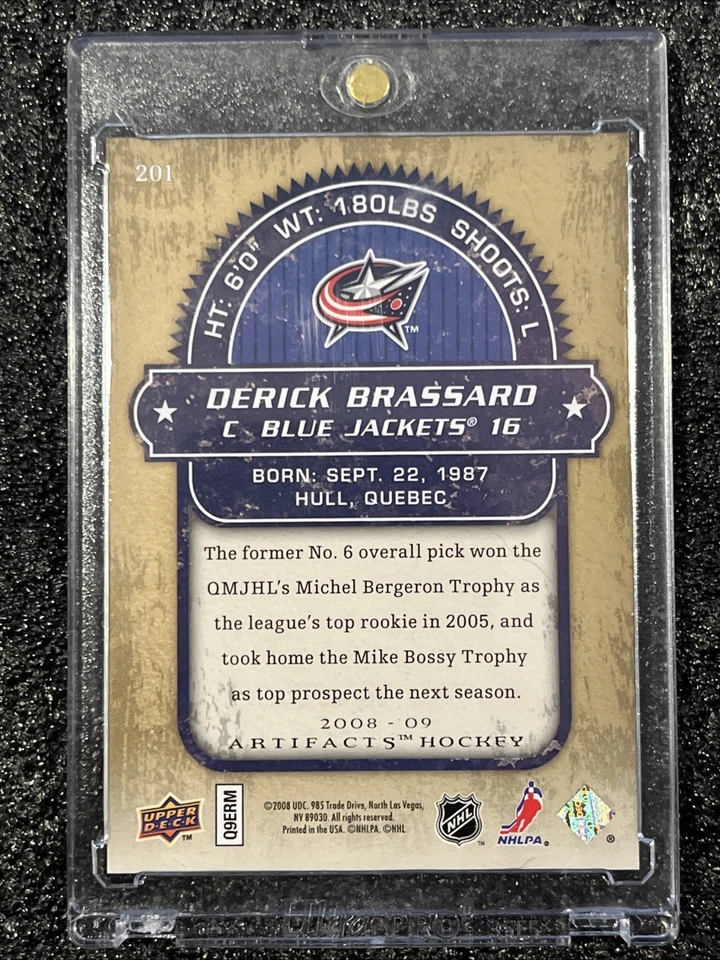 201
HT: 6'0" WT: 180LBS SHOOTS: L
TM
DERICK BRASSARD
C BLUE JACKETS® 16
BORN: SEPT. 22, 1987
HULL, QUEBEC
The former No. 6 overall pick won the
QMJHL's Michel Bergeron Trophy as
the league's top rookie in 2005, and
took home the Mike Bossy Trophy
as top prospect the next season.
2008 - 09
ARTIFACTS™ HOCKEY
UPPER
DECK
TM
Q9ERM
©2008 UDC. 985 Trade Drive, North Las Vegas,
NV 89030. All rights reserved.
Printed in the USA. ©NHLPA. ©NHL
NHL
TM
NHLPA.
®
®